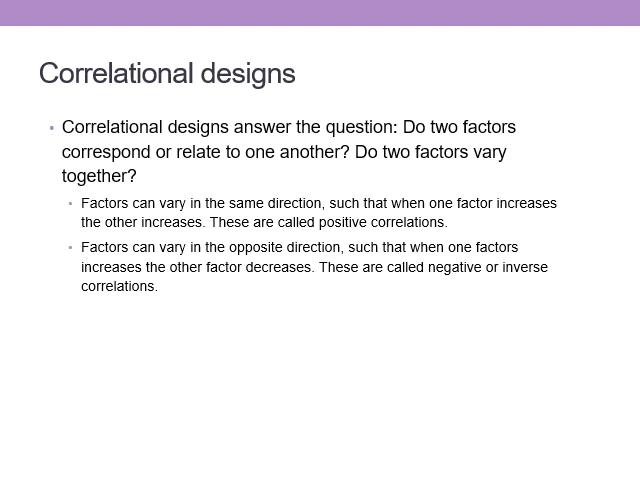 Correlational designs
▪ Correlational designs answer the question: Do two factors
correspond or relate to one another? Do two factors vary
together?
▪ Factors can vary in the same direction, such that when one factor increases
the other increases. These are called positive correlations.
▪ Factors can vary in the opposite direction, such that when one factors
increases the other factor decreases. These are called negative or inverse
correlations.